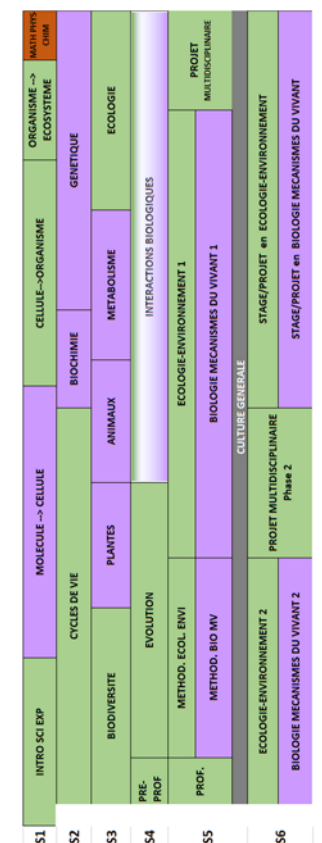 S1
INTRO SCI EXP
MOLECULE --> CELLULE
CELLULE-->ORGANISME
ORGANISME -->
ECOSYSTEME
MATH PHYS
CHIM
S2
CYCLES DE VIE
BIOCHIMIE
GENETIQUE
S3
BIODIVERSITE
PLANTES
ANIMAUX
METABOLISME
ECOLOGIE
S4
PRE-
PROF
EVOLUTION
INTERACTIONS BIOLOGIQUES
S5
PROF.
METHOD. ECOL. ENVI
METHOD. BIO MV
ECOLOGIE-ENVIRONNEMENT 1
BIOLOGIE MECANISMES DU VIVANT 1
PROJET
MULTIDISCIPLINAIRE
CULTURE GENERALE
S6
ECOLOGIE-ENVIRONNEMENT 2
BIOLOGIE MECANISMES DU VIVANT 2
PROJET MULTIDISCIPLINAIRE
Phase 2
STAGE/PROJET en ECOLOGIE-ENVIRONNEMENT
STAGE/PROJET en BIOLOGIE MECANISMES DU VIVANT